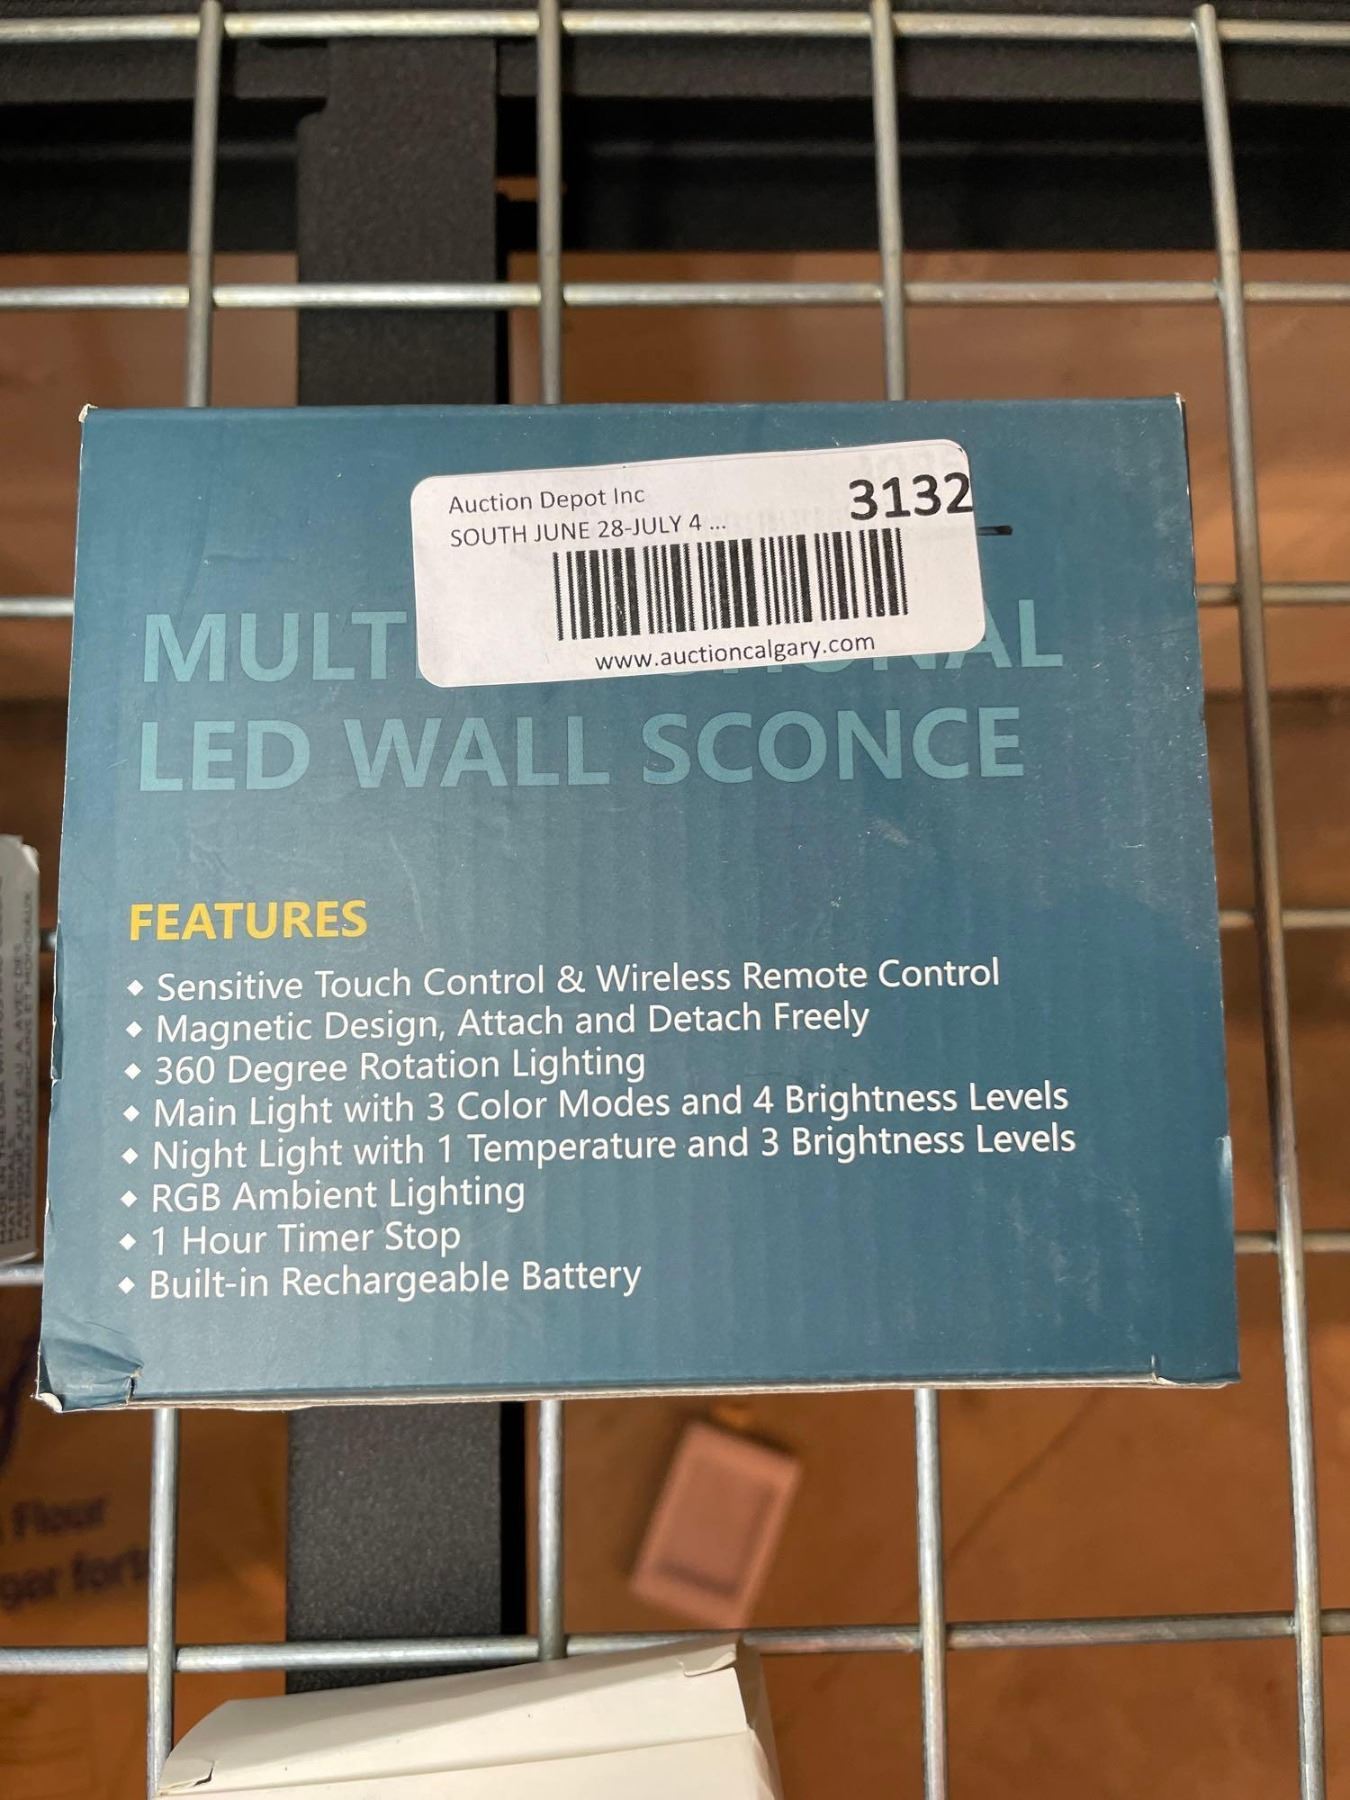 Auction Depot Inc
3132
SOUTH JUNE 28-JULY 4 ...
www.auctioncalgary.com
LED WALL SCONCE
FEATURES
◆ Sensitive Touch Control & Wireless Remote Control
◆ Magnetic Design, Attach and Detach Freely
◆ 360 Degree Rotation Lighting
◆ Main Light with 3 Color Modes and 4 Brightness Levels
◆ Night Light with 1 Temperature and 3 Brightness Levels
◆ RGB Ambient Lighting
◆ 1 Hour Timer Stop
◆ Built-in Rechargeable Battery
Flour